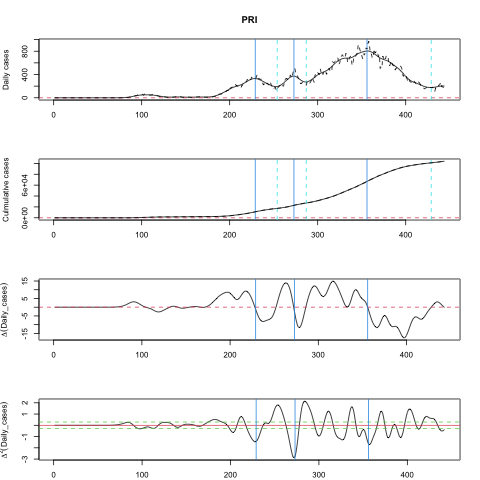 PRI
Daily cases
0 400 800
0 100 200 300 400
Culmulative cases
0e+00 6e+04
0 100 200 300 400
Δ(Daily_cases)
-15 -5 5 15
0 100 200 300 400
Δ²(Daily_cases)
-3 -1 1 2
0 100 200 300 400